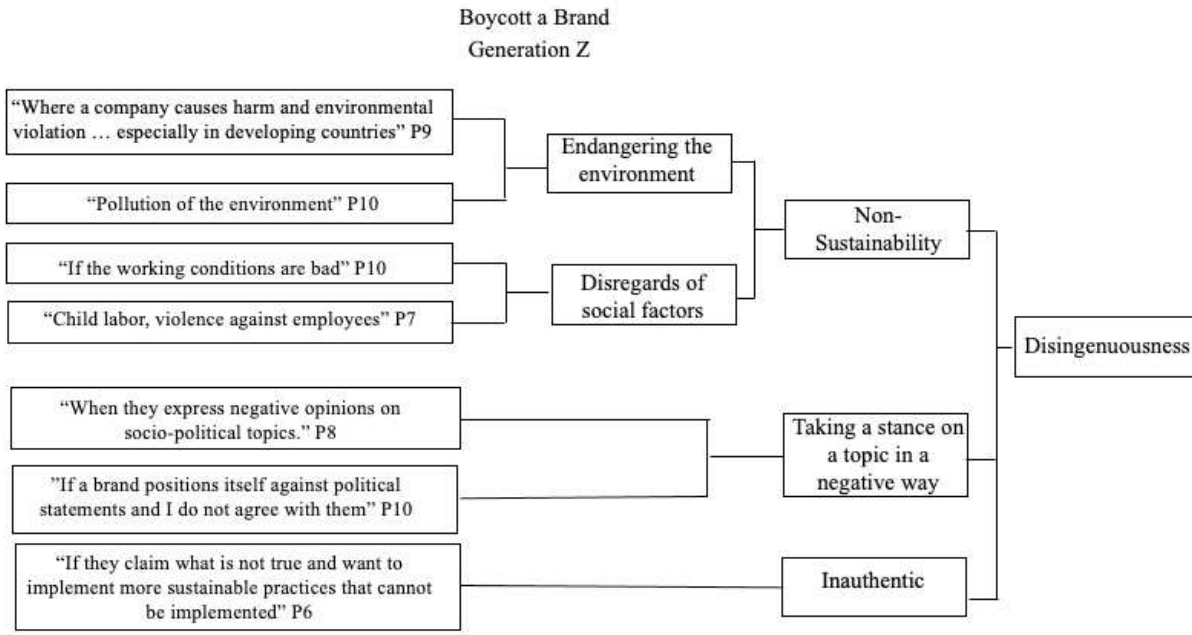 Boycott a Brand
Generation Z
“Where a company causes harm and environmental
violation … especially in developing countries” P9
“Pollution of the environment” P10
“If the working conditions are bad” P10
“Child labor, violence against employees” P7
“When they express negative opinions on
socio-political topics.” P8
”If a brand positions itself against political
statements and I do not agree with them” P10
“If they claim what is not true and want to
implement more sustainable practices that cannot
be implemented” P6
Endangering the
environment
Disregards of
social factors
Non-
Sustainability
Taking a stance on
a topic in a
negative way
Inauthentic
Disingenuousness